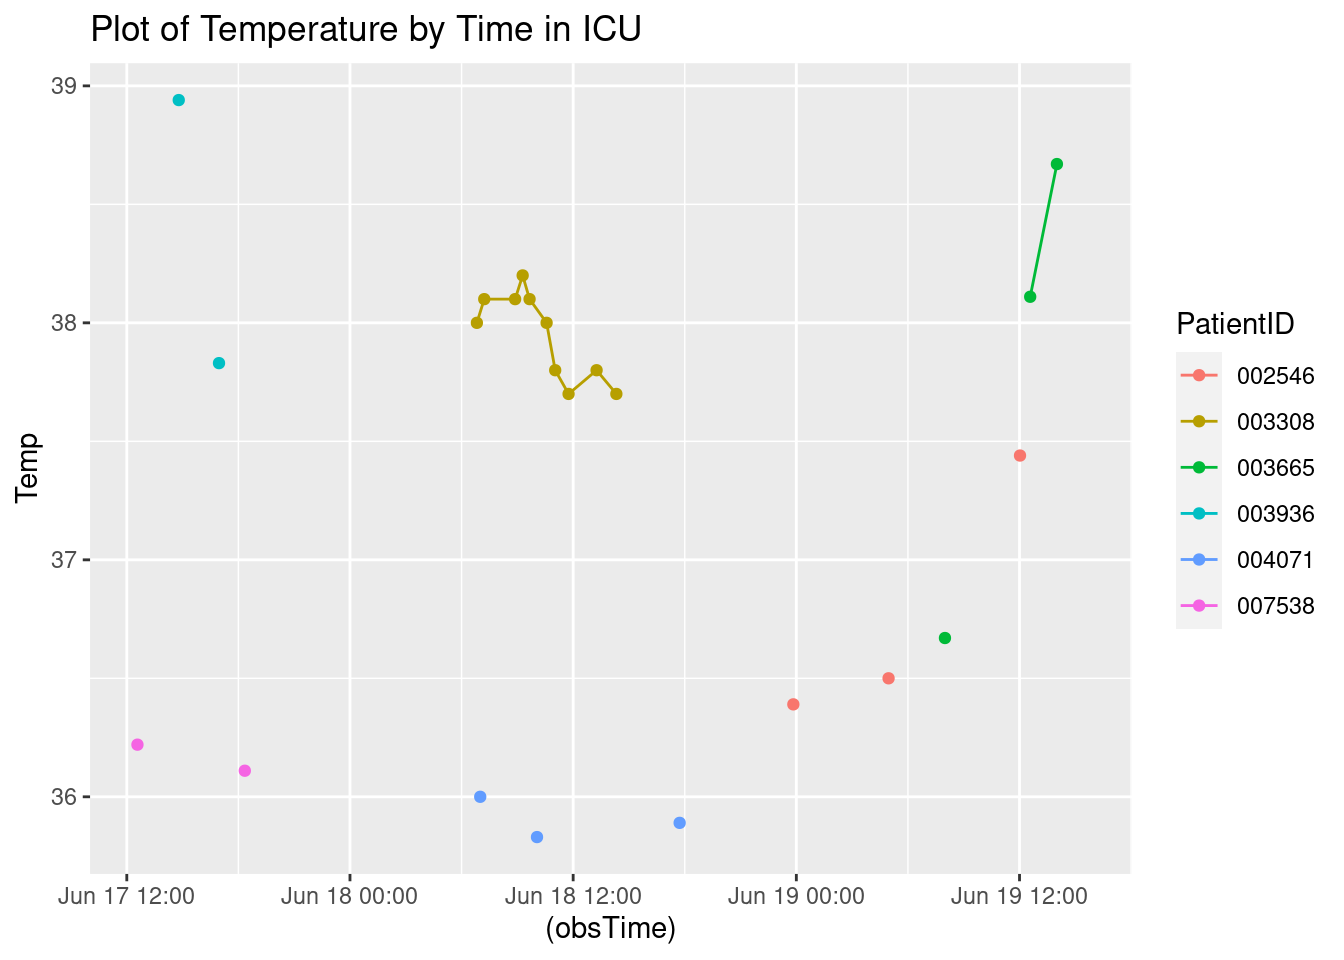 Plot of Temperature by Time in ICU
39
38
37
36
Temp
Jun 17 12:00
Jun 18 00:00
Jun 18 12:00
Jun 19 00:00
Jun 19 12:00
(obsTime)
PatientID
002546
003308
003665
003936
004071
007538